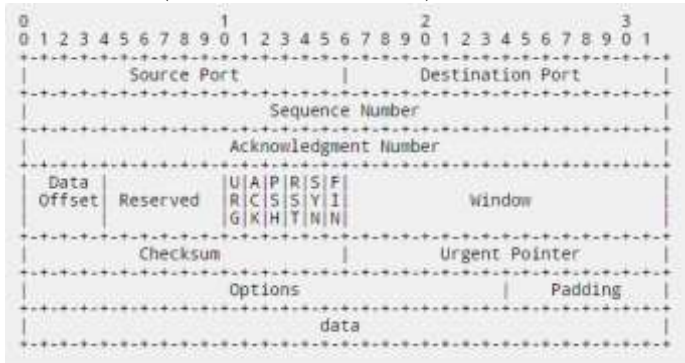 0                   1                   2                   3
0 1 2 3 4 5 6 7 8 9 0 1 2 3 4 5 6 7 8 9 0 1 2 3 4 5 6 7 8 9 0 1
+-+-+-+-+-+-+-+-+-+-+-+-+-+-+-+-+-+-+-+-+-+-+-+-+-+-+-+-+-+-+-+-+
|          Source Port          |       Destination Port        |
+-+-+-+-+-+-+-+-+-+-+-+-+-+-+-+-+-+-+-+-+-+-+-+-+-+-+-+-+-+-+-+-+
|                        Sequence Number                        |
+-+-+-+-+-+-+-+-+-+-+-+-+-+-+-+-+-+-+-+-+-+-+-+-+-+-+-+-+-+-+-+-+
|                    Acknowledgment Number                      |
+-+-+-+-+-+-+-+-+-+-+-+-+-+-+-+-+-+-+-+-+-+-+-+-+-+-+-+-+-+-+-+-+
|  Data |           |U|A|P|R|S|F|                               |
| Offset| Reserved  |R|C|S|S|Y|I|            Window             |
|       |           |G|K|H|T|N|N|                               |
+-+-+-+-+-+-+-+-+-+-+-+-+-+-+-+-+-+-+-+-+-+-+-+-+-+-+-+-+-+-+-+-+
|           Checksum            |         Urgent Pointer        |
+-+-+-+-+-+-+-+-+-+-+-+-+-+-+-+-+-+-+-+-+-+-+-+-+-+-+-+-+-+-+-+-+
|                    Options                    |    Padding    |
+-+-+-+-+-+-+-+-+-+-+-+-+-+-+-+-+-+-+-+-+-+-+-+-+-+-+-+-+-+-+-+-+
|                             data                              |
+-+-+-+-+-+-+-+-+-+-+-+-+-+-+-+-+-+-+-+-+-+-+-+-+-+-+-+-+-+-+-+-+